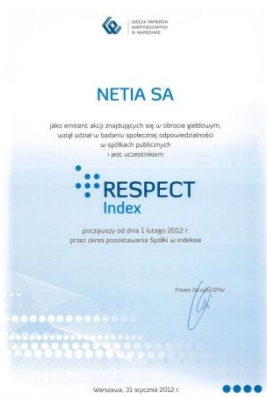 GIEŁDA PAPIERÓW
WARTOŚCIOWYCH
W WARSZAWIE
NETIA SA
jako emitent akcji znajdujących się w obrocie giełdowym,
wziął udział w badaniu społecznej odpowiedzialności
w spółkach publicznych
i jest uczestnikiem
RESPECT
Index
począwszy od dnia 1 lutego 2012 r.
przez okres pozostawania Spółki w indeksie
Prezes Zarządu GPW
Warszawa, 31 stycznia 2012 r.